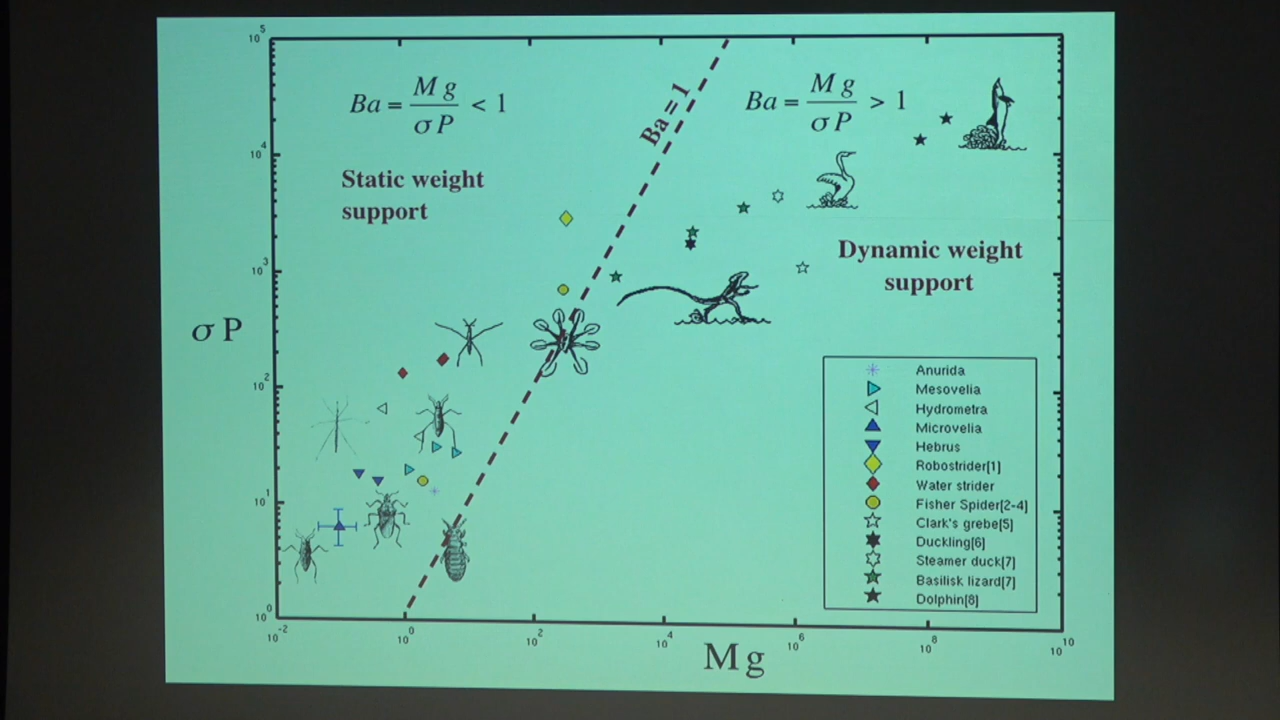 10^5
10^4
10^3
10^2
10^1
10^0
σ P
Ba = Mg / σP < 1
Static weight
support
Ba = 1
Ba = Mg / σP > 1
Dynamic weight
support
Anurida
Mesovelia
Hydrometra
Microvelia
Hebrus
Robostrider[1]
Water strider
Fisher Spider[2-4]
Clark's grebe[5]
Duckling[6]
Steamer duck[7]
Basilisk lizard[7]
Dolphin[8]
10^-2 10^0 10^2 10^4 10^6 10^8 10^10
Mg